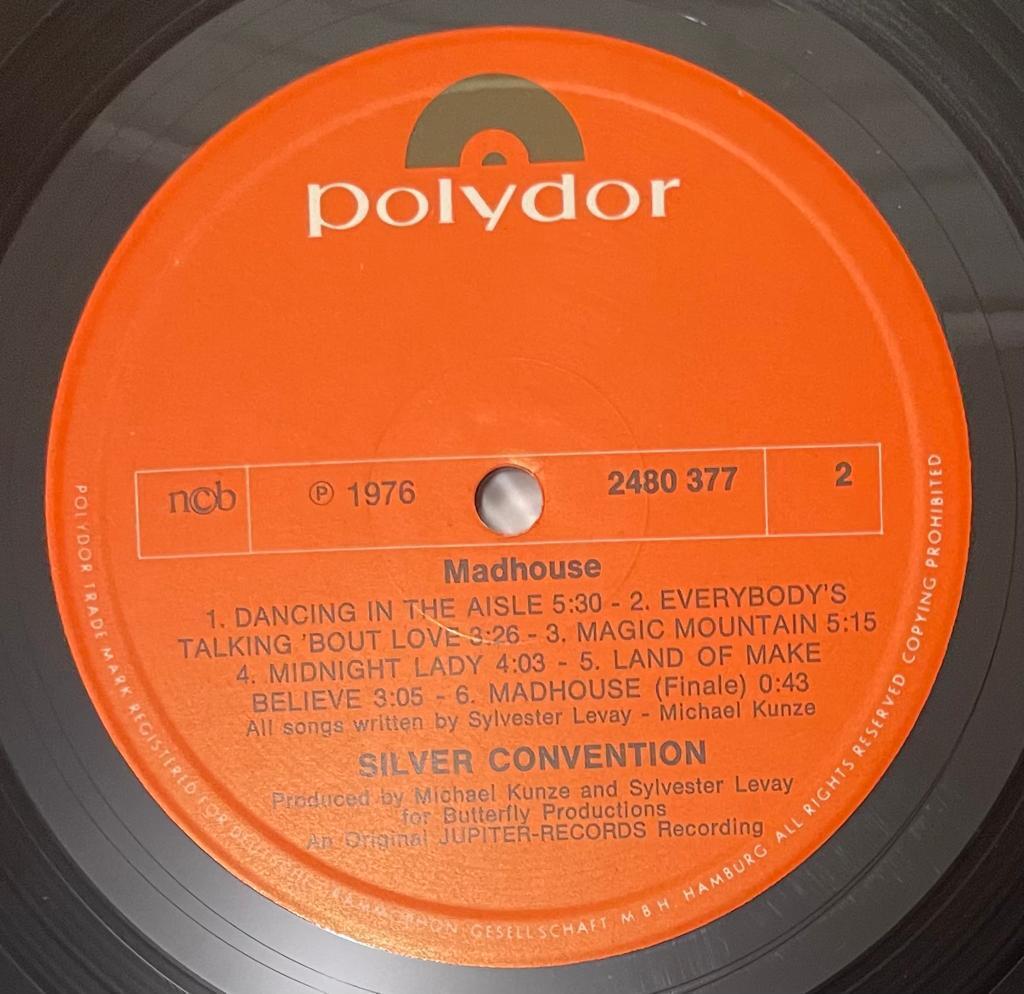 polydor
ncb ℗ 1976 2480 377 2
Madhouse
1. DANCING IN THE AISLE 5:30 - 2. EVERYBODY'S
TALKING 'BOUT LOVE 3:26 - 3. MAGIC MOUNTAIN 5:15
4. MIDNIGHT LADY 4:03 - 5. LAND OF MAKE
BELIEVE 3:05 - 6. MADHOUSE (Finale) 0:43
All songs written by Sylvester Levay - Michael Kunze
SILVER CONVENTION
Produced by Michael Kunze and Sylvester Levay
for Butterfly Productions
An Original JUPITER-RECORDS Recording
POLYDOR TRADE MARK REGISTERED FOR GESELLSCHAFT M B H. HAMBURG ALL RIGHTS RESERVED COPYING PROHIBITED